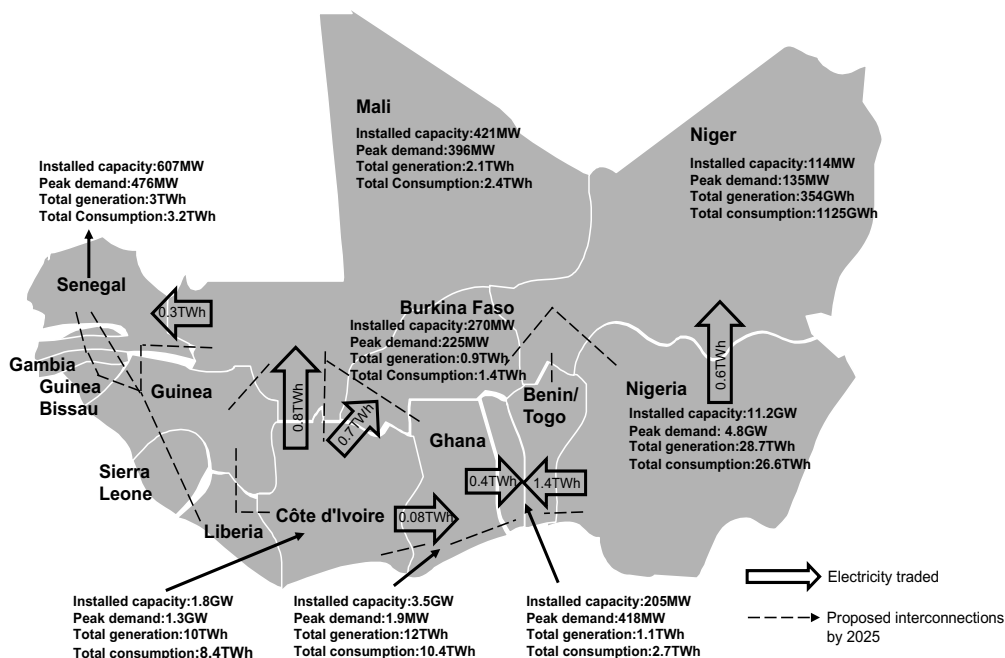 Mali
Installed capacity:421MW
Peak demand:396MW
Total generation:2.1TWh
Total Consumption:2.4TWh
Niger
Installed capacity:114MW
Peak demand:135MW
Total generation:354GWh
Total consumption:1125GWh
Installed capacity:607MW
Peak demand:476MW
Total generation:3TWh
Total Consumption:3.2TWh
Senegal
0.3TWh
Burkina Faso
Installed capacity:270MW
Peak demand:225MW
Total generation:0.9TWh
Total Consumption:1.4TWh
Gambia
Guinea
Bissau
Guinea
0.8TWh
0.7TWh
Ghana
Benin/
Togo
0.6TWh
Nigeria
Installed capacity:11.2GW
Peak demand: 4.8GW
Total generation:28.7TWh
Total consumption:26.6TWh
Sierra
Leone
Liberia
Côte d'Ivoire
0.08TWh
0.4TWh
1.4TWh
Installed capacity:1.8GW
Peak demand:1.3GW
Total generation:10TWh
Total consumption:8.4TWh
Installed capacity:3.5GW
Peak demand:1.9MW
Total generation:12TWh
Total consumption:10.4TWh
Installed capacity:205MW
Peak demand:418MW
Total generation:1.1TWh
Total consumption:2.7TWh
Electricity traded
Proposed interconnections
by 2025